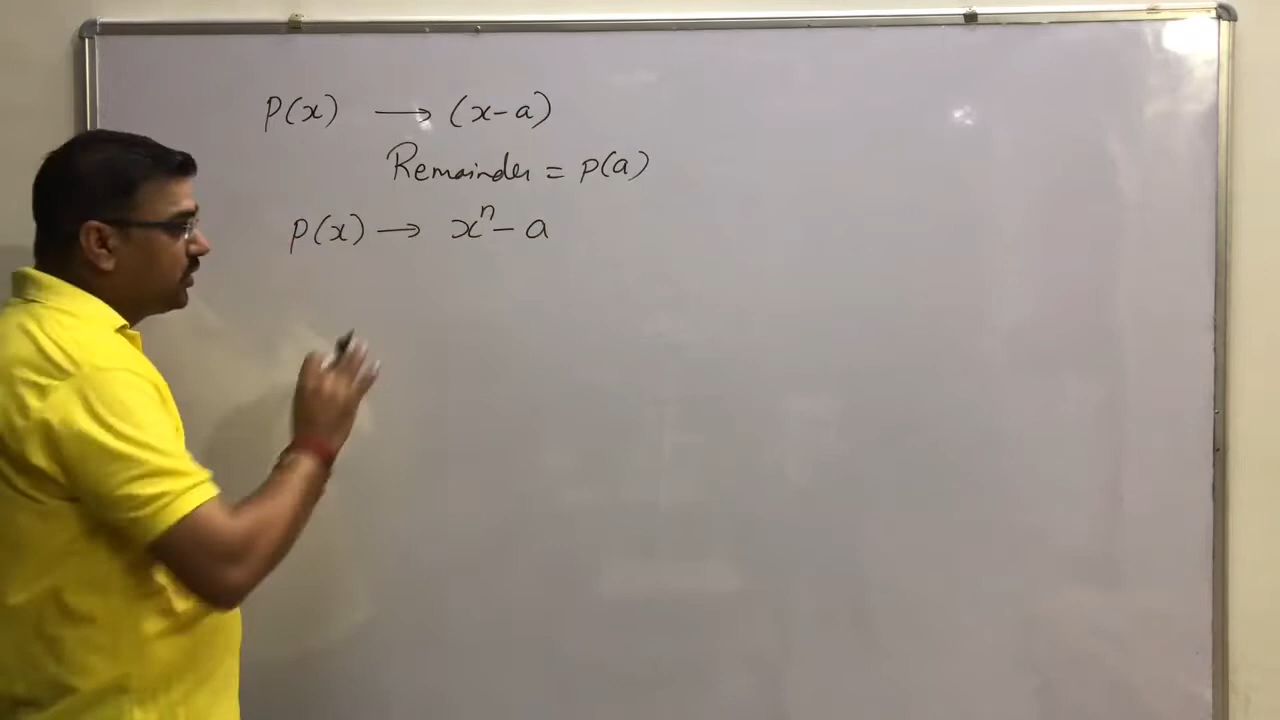 P(x) → (x-a)
Remainder = P(a)
P(x) → xⁿ - a